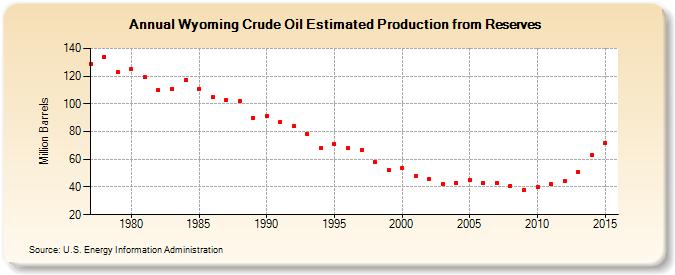 Annual Wyoming Crude Oil Estimated Production from Reserves
Million Barrels
140
120
100
80
60
40
20
1980 1985 1990 1995 2000 2005 2010 2015
Source: U.S. Energy Information Administration